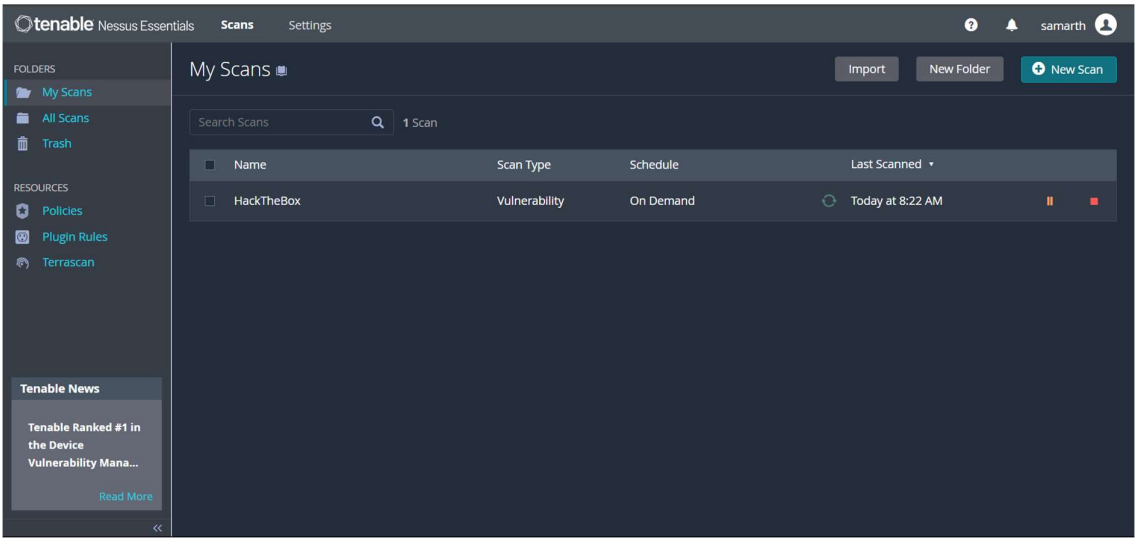 tenable Nessus Essentials Scans Settings samarth
FOLDERS
My Scans
All Scans
Trash
RESOURCES
Policies
Plugin Rules
Terrascan
Tenable News
Tenable Ranked #1 in
the Device
Vulnerability Mana...
Read More
My Scans
Import New Folder New Scan
Search Scans 1 Scan
Name Scan Type Schedule Last Scanned
HackTheBox Vulnerability On Demand Today at 8:22 AM